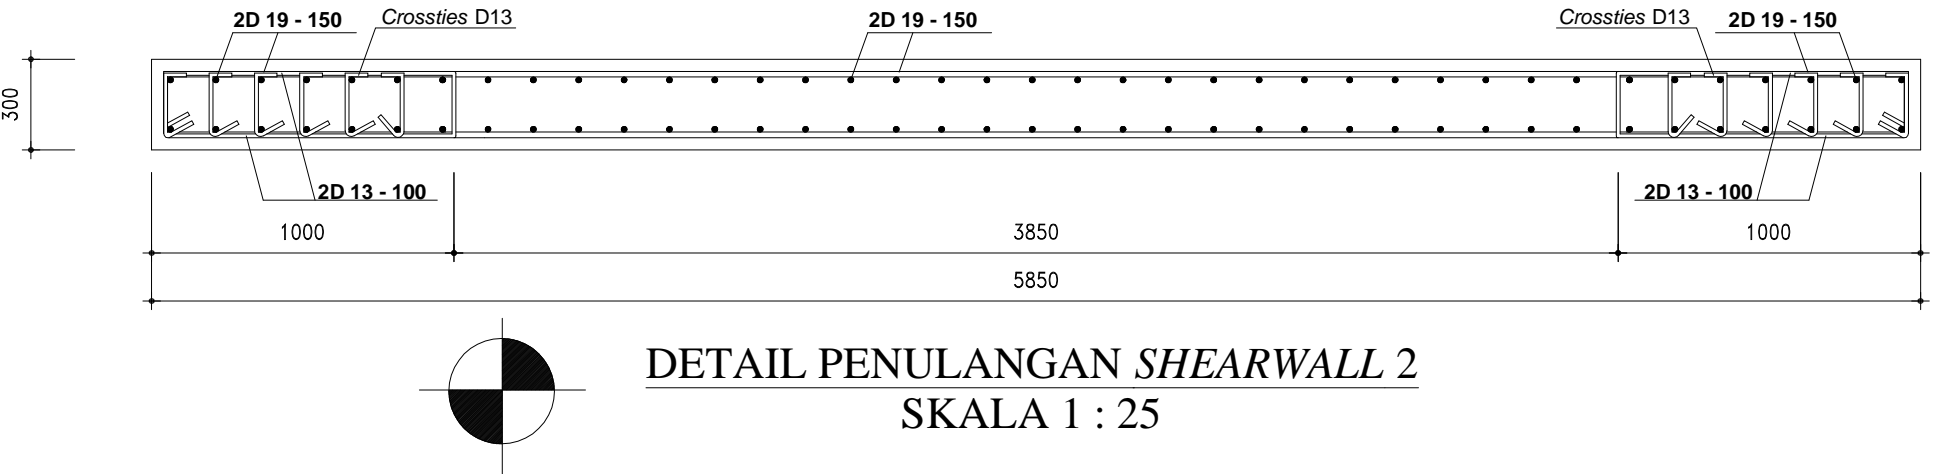 2D 19 - 150
Crossties D13
2D 19 - 150
Crossties D13
2D 19 - 150
300
2D 13 - 100
2D 13 - 100
1000
3850
1000
5850
DETAIL PENULANGAN SHEARWALL 2
SKALA 1 : 25